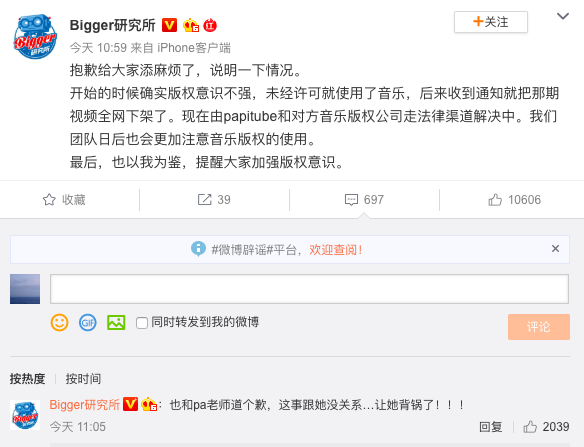 Bigger研究所
关注
今天 10:59 来自 iPhone客户端
抱歉给大家添麻烦了，说明一下情况。
开始的时候确实版权意识不强，未经许可就使用了音乐，后来收到通知就把那期
视频全网下架了。现在由papitube和对方音乐版权公司走法律渠道解决中。我们
团队日后也会更加注意音乐版权的使用。
最后，也以我为鉴，提醒大家加强版权意识。
收藏 39 697 10606
#微博辟谣#平台，欢迎查阅！
GIF 同时转发到我的微博 评论
按热度 按时间
Bigger研究所：也和pa老师道个歉，这事跟她没关系…让她背锅了！！！
今天 11:05 回复 2039